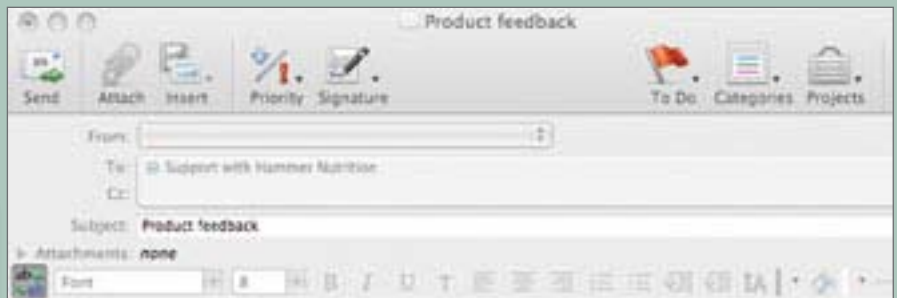 Product feedback
Send Attach Insert Priority Signature To Do Categories Projects
From:
To: Support with Hammer Nutrition
Cc:
Subject: Product feedback
Attachments: none
Font 8 B I U T